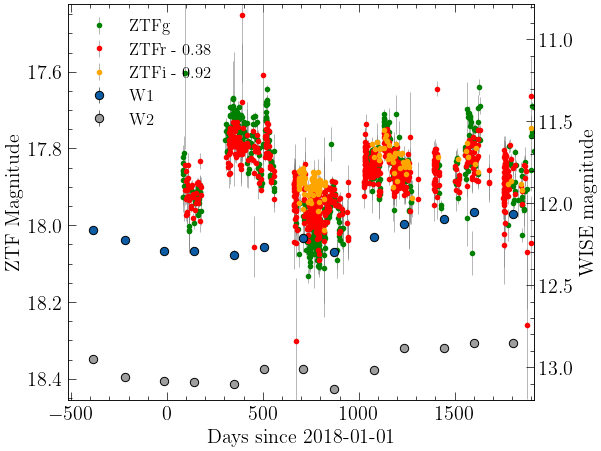 ZTFg
ZTFr - 0.38
ZTFi - 0.92
W1
W2
17.6
17.8
18.0
18.2
18.4
11.0
11.5
12.0
12.5
13.0
ZTF Magnitude
WISE magnitude
-500 0 500 1000 1500
Days since 2018-01-01